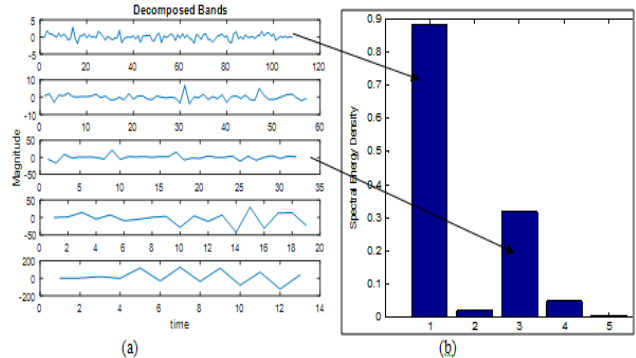 Decomposed Bands
5
0
-5
0 20 40 60 80 100 120
10
0
-10
0 10 20 30 40 50 60
50
0
-50
0 5 10 15 20 25 30 35
50
0
-50
0 2 4 6 8 10 12 14 16 18 20
200
0
-200
0 2 4 6 8 10 12 14
Magnitude
time
(a)
0.9
0.8
0.7
0.6
0.5
0.4
0.3
0.2
0.1
0
Spectral Energy Density
1 2 3 4 5
(b)